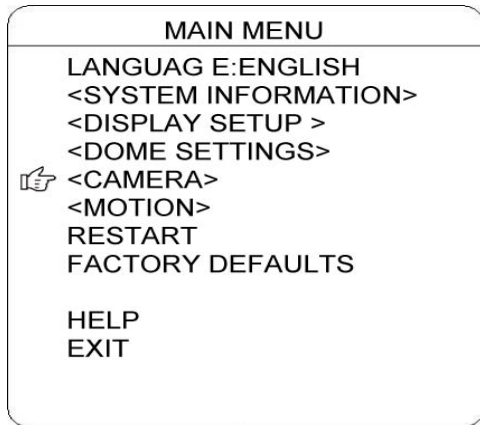 MAIN MENU
LANGUAG E:ENGLISH
<SYSTEM INFORMATION>
<DISPLAY SETUP >
<DOME SETTINGS>
<CAMERA>
<MOTION>
RESTART
FACTORY DEFAULTS
HELP
EXIT